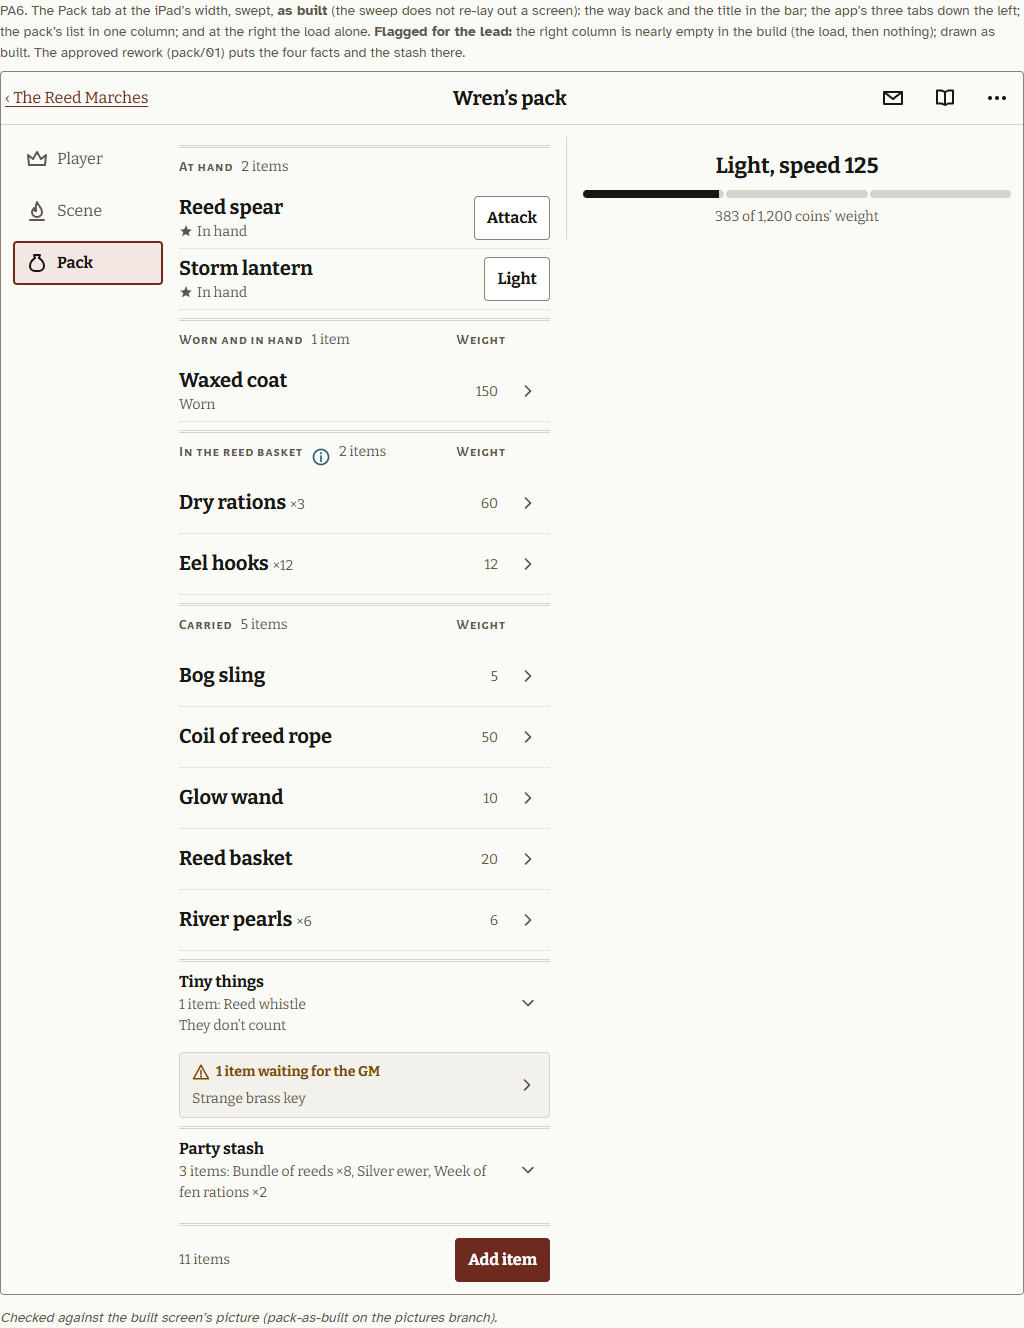 PA6. The Pack tab at the iPad's width, swept, as built (the sweep does not re-lay out a screen): the way back and the title in the bar; the app's three tabs down the left;
the pack's list in one column; and at the right the load alone. Flagged for the lead: the right column is nearly empty in the build (the load, then nothing); drawn as
built. The approved rework (pack/01) puts the four facts and the stash there.
‹ The Reed Marches
Wren's pack
Player
Scene
Pack
AT HAND 2 items
Reed spear
★ In hand
Attack
Storm lantern
★ In hand
Light
WORN AND IN HAND 1 item WEIGHT
Waxed coat
Worn
150
IN THE REED BASKET 2 items WEIGHT
Dry rations ×3 60
Eel hooks ×12 12
CARRIED 5 items WEIGHT
Bog sling 5
Coil of reed rope 50
Glow wand 10
Reed basket 20
River pearls ×6 6
Tiny things
1 item: Reed whistle
They don't count
1 item waiting for the GM
Strange brass key
Party stash
3 items: Bundle of reeds ×8, Silver ewer, Week of
fen rations ×2
11 items
Add item
Light, speed 125
383 of 1,200 coins' weight
Checked against the built screen's picture (pack-as-built on the pictures branch).